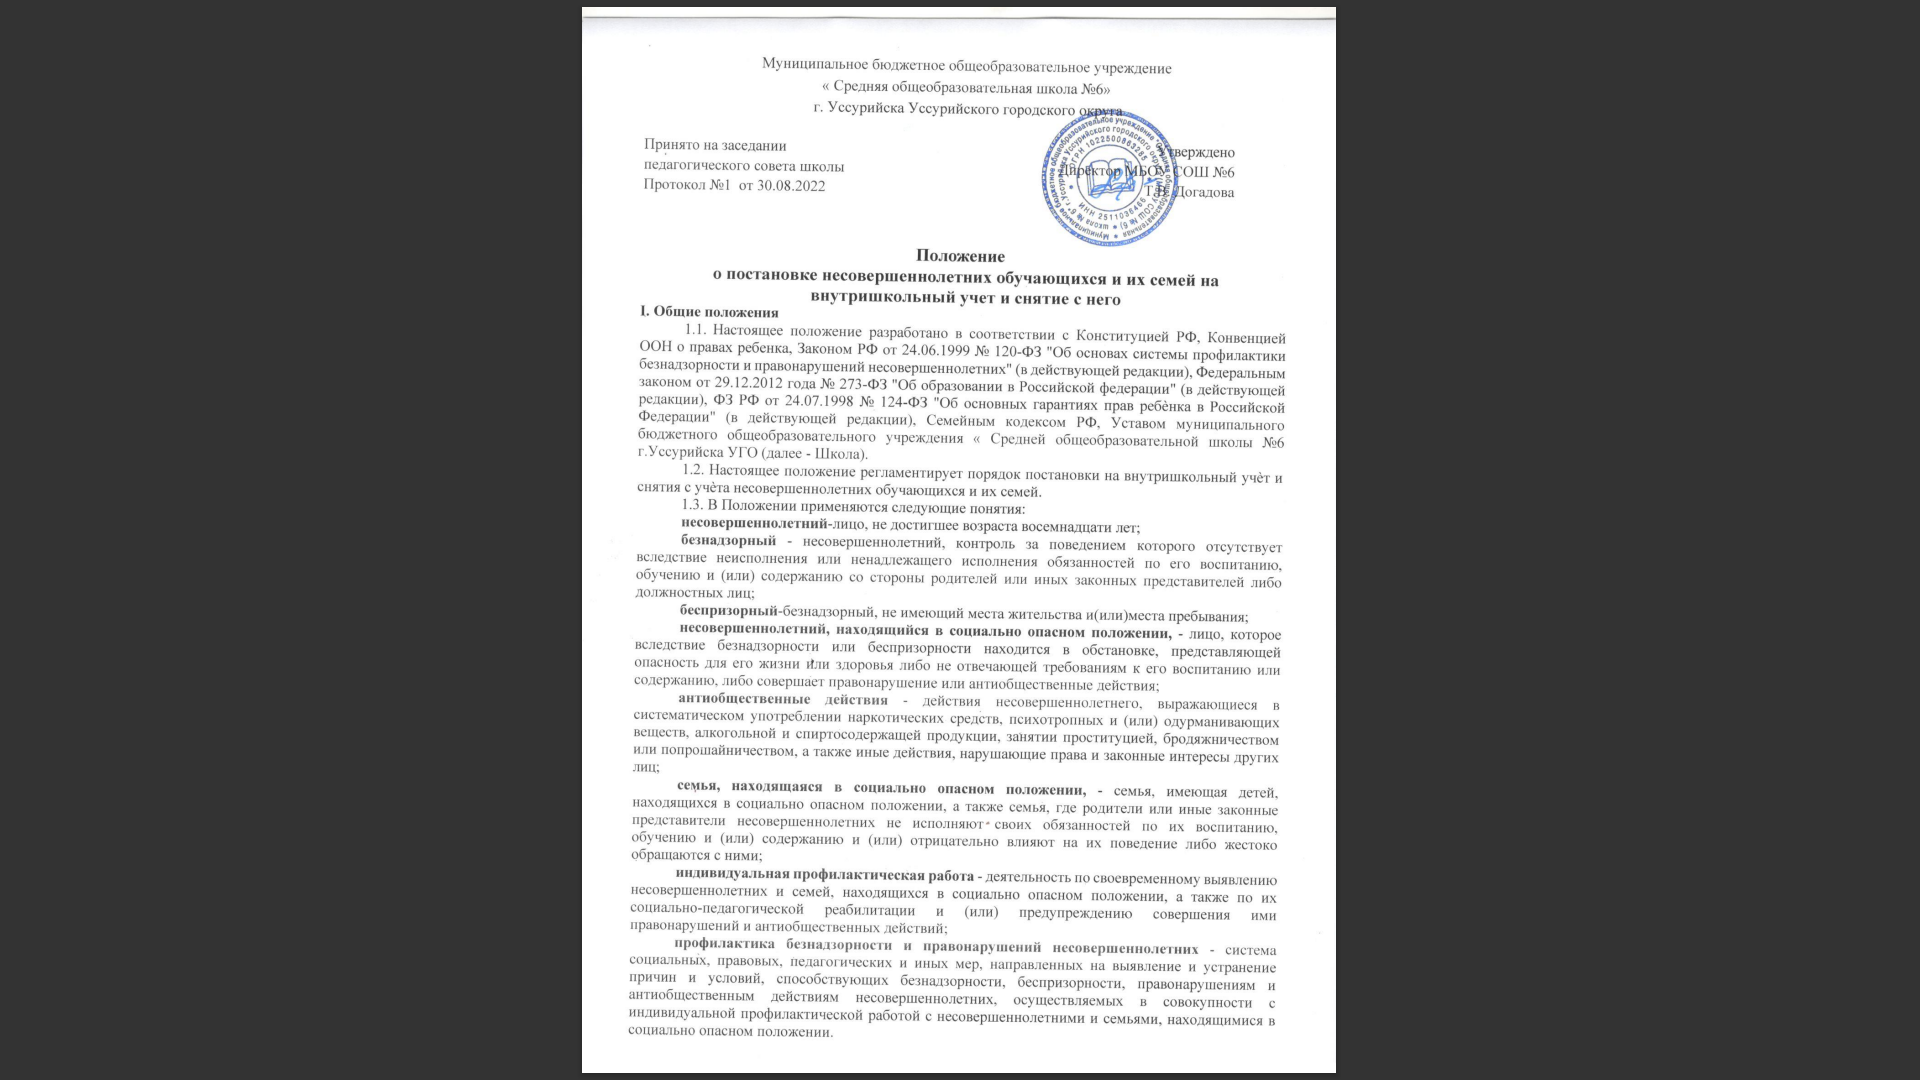 Муниципальное бюджетное общеобразовательное учреждение
« Средняя общеобразовательная школа №6»
г. Уссурийска Уссурийского городского округа
Принято на заседании
педагогического совета школы
Протокол №1 от 30.08.2022
Утверждено
Директор МБОУ СОШ №6
Т.В. Догадова
ОГРН 1022500863285
ИНН 2511036466
Положение
о постановке несовершеннолетних обучающихся и их семей на
внутришкольный учет и снятие с него
I. Общие положения
1.1. Настоящее положение разработано в соответствии с Конституцией РФ, Конвенцией
ООН о правах ребенка, Законом РФ от 24.06.1999 № 120-ФЗ "Об основах системы профилактики
безнадзорности и правонарушений несовершеннолетних" (в действующей редакции), Федеральным
законом от 29.12.2012 года № 273-ФЗ "Об образовании в Российской федерации" (в действующей
редакции), ФЗ РФ от 24.07.1998 № 124-ФЗ "Об основных гарантиях прав ребѐнка в Российской
Федерации" (в действующей редакции), Семейным кодексом РФ, Уставом муниципального
бюджетного общеобразовательного учреждения « Средней общеобразовательной школы №6
г.Уссурийска УГО (далее - Школа).
1.2. Настоящее положение регламентирует порядок постановки на внутришкольный учѐт и
снятия с учѐта несовершеннолетних обучающихся и их семей.
1.3. В Положении применяются следующие понятия:
несовершеннолетний-лицо, не достигшее возраста восемнадцати лет;
безнадзорный - несовершеннолетний, контроль за поведением которого отсутствует
вследствие неисполнения или ненадлежащего исполнения обязанностей по его воспитанию,
обучению и (или) содержанию со стороны родителей или иных законных представителей либо
должностных лиц;
беспризорный-безнадзорный, не имеющий места жительства и(или)места пребывания;
несовершеннолетний, находящийся в социально опасном положении, - лицо, которое
вследствие безнадзорности или беспризорности находится в обстановке, представляющей
опасность для его жизни или здоровья либо не отвечающей требованиям к его воспитанию или
содержанию, либо совершает правонарушение или антиобщественные действия;
антиобщественные действия - действия несовершеннолетнего, выражающиеся в
систематическом употреблении наркотических средств, психотропных и (или) одурманивающих
веществ, алкогольной и спиртосодержащей продукции, занятии проституцией, бродяжничеством
или попрошайничеством, а также иные действия, нарушающие права и законные интересы других
лиц;
семья, находящаяся в социально опасном положении, - семья, имеющая детей,
находящихся в социально опасном положении, а также семья, где родители или иные законные
представители несовершеннолетних не исполняют своих обязанностей по их воспитанию,
обучению и (или) содержанию и (или) отрицательно влияют на их поведение либо жестоко
обращаются с ними;
индивидуальная профилактическая работа - деятельность по своевременному выявлению
несовершеннолетних и семей, находящихся в социально опасном положении, а также по их
социально-педагогической реабилитации и (или) предупреждению совершения ими
правонарушений и антиобщественных действий;
профилактика безнадзорности и правонарушений несовершеннолетних - система
социальных, правовых, педагогических и иных мер, направленных на выявление и устранение
причин и условий, способствующих безнадзорности, беспризорности, правонарушениям и
антиобщественным действиям несовершеннолетних, осуществляемых в совокупности с
индивидуальной профилактической работой с несовершеннолетними и семьями, находящимися в
социально опасном положении.